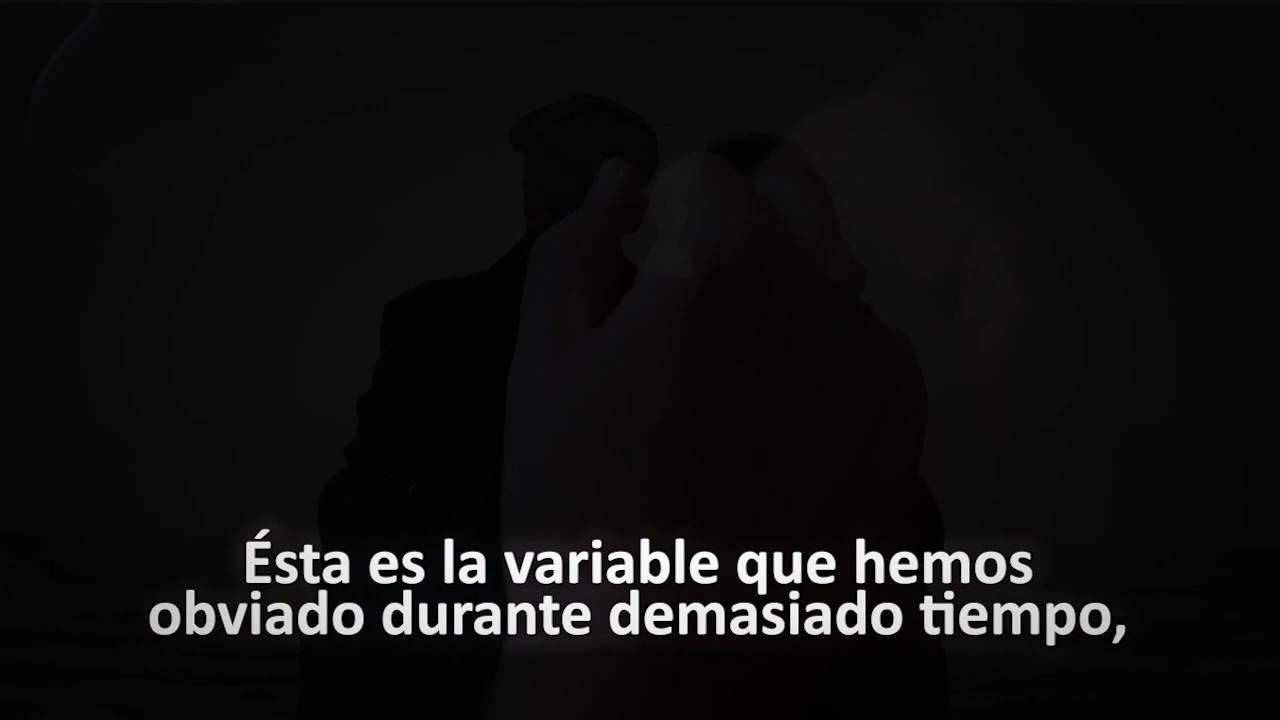 Ésta es la variable que hemos
obviado durante demasiado tiempo,